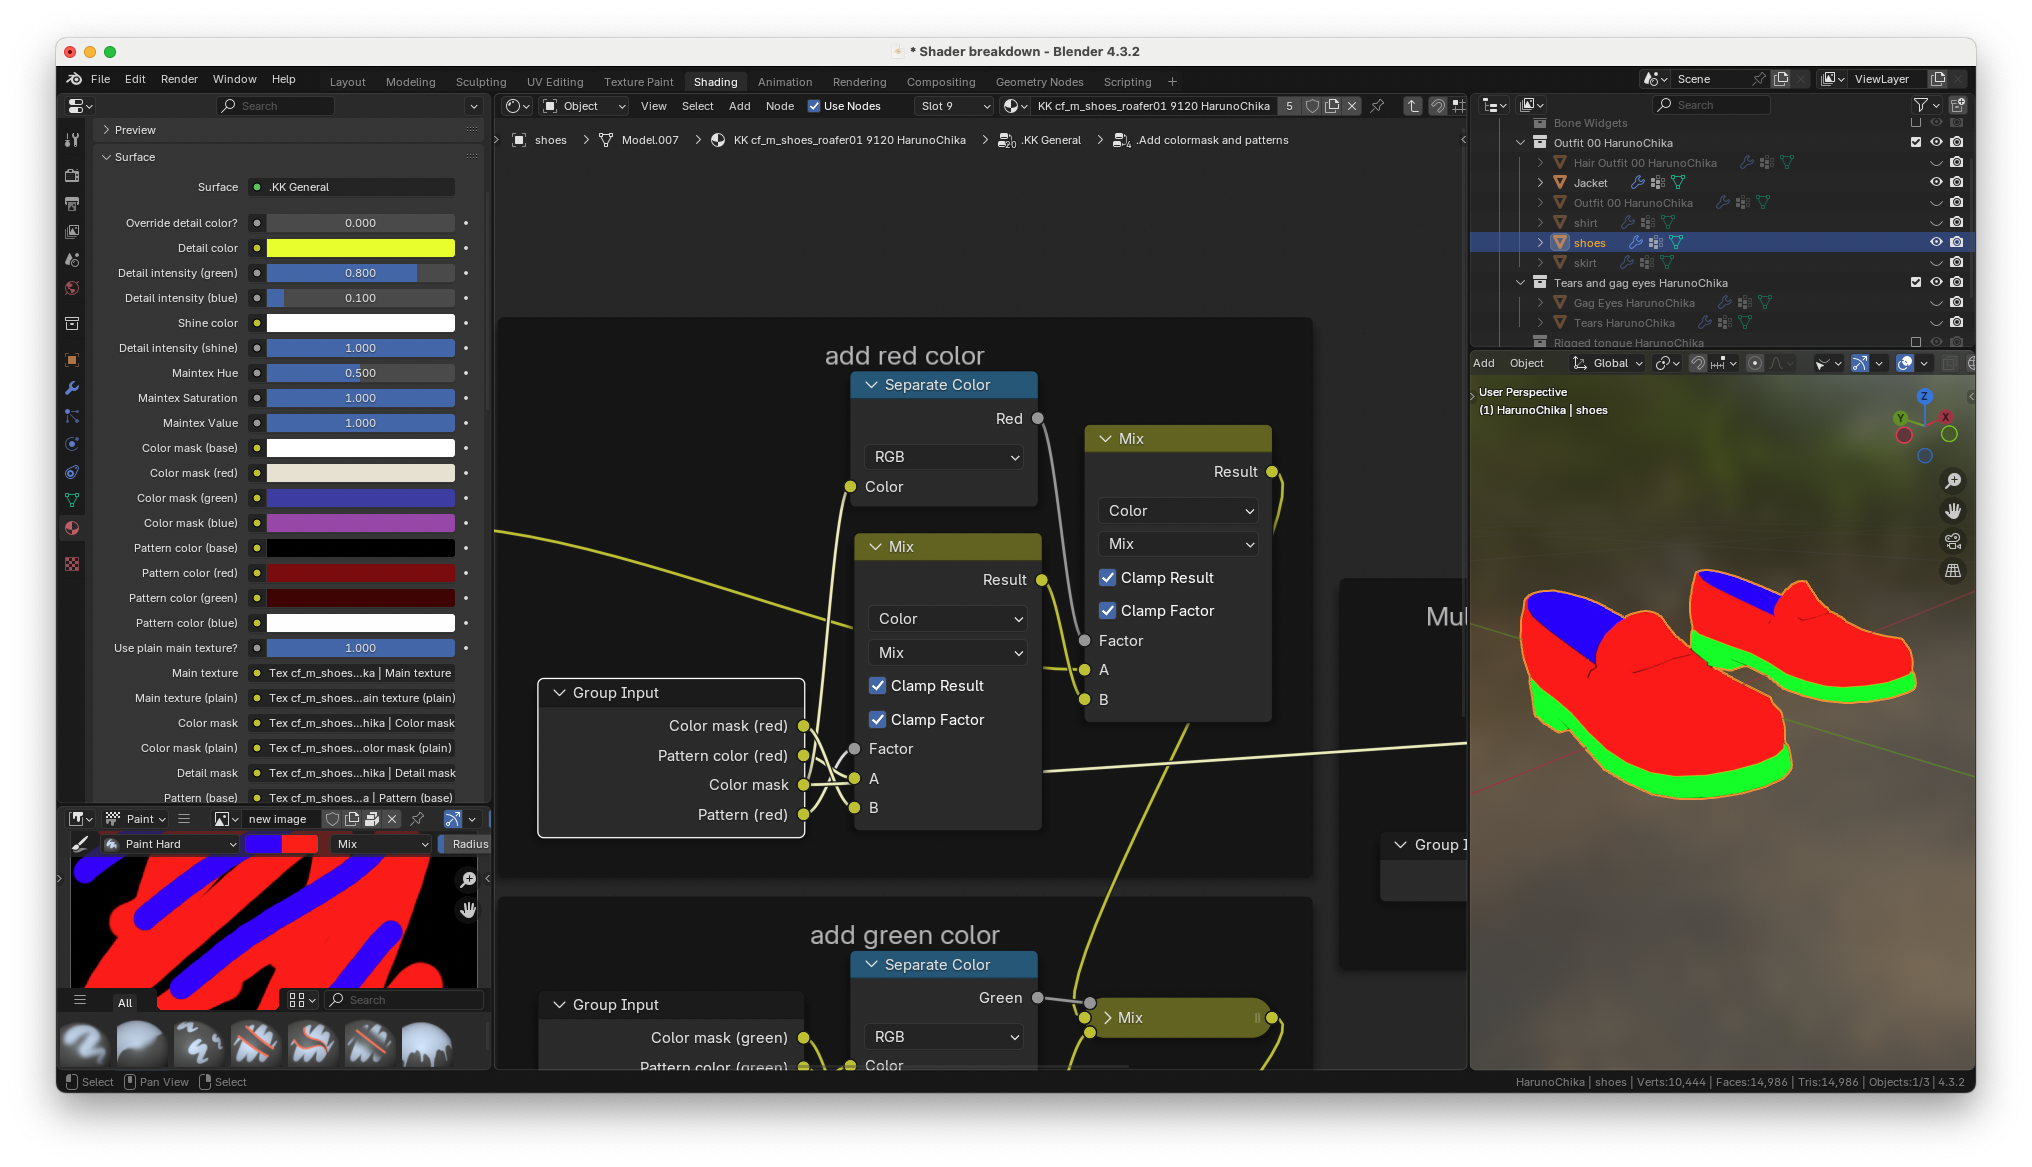 * Shader breakdown - Blender 4.3.2
File Edit Render Window Help
Layout Modeling Sculpting UV Editing Texture Paint Shading Animation Rendering Compositing Geometry Nodes Scripting +
Scene
ViewLayer
Search
Object View Select Add Node Use Nodes Slot 9 KK cf_m_shoes_roafer01 9120 HarunoChika 5
Search
shoes > Model.007 > KK cf_m_shoes_roafer01 9120 HarunoChika > .KK General > .Add colormask and patterns
20
4
Preview
Surface
Surface .KK General
Override detail color? 0.000
Detail color
Detail intensity (green) 0.800
Detail intensity (blue) 0.100
Shine color
Detail intensity (shine) 1.000
Maintex Hue 0.500
Maintex Saturation 1.000
Maintex Value 1.000
Color mask (base)
Color mask (red)
Color mask (green)
Color mask (blue)
Pattern color (base)
Pattern color (red)
Pattern color (green)
Pattern color (blue)
Use plain main texture? 1.000
Main texture Tex cf_m_shoes...ka | Main texture
Main texture (plain) Tex cf_m_shoes...ain texture (plain)
Color mask Tex cf_m_shoes...hika | Color mask
Color mask (plain) Tex cf_m_shoes...olor mask (plain)
Detail mask Tex cf_m_shoes...hika | Detail mask
Pattern (base) Tex cf_m_shoes...a | Pattern (base)
Paint new image
Paint Hard Mix Radius
All Search
add red color
Separate Color
Red
RGB
Color
Mix
Result
Color
Mix
Clamp Result
Clamp Factor
Factor
A
B
Mix
Result
Color
Mix
Clamp Result
Clamp Factor
Factor
A
B
Group Input
Color mask (red)
Pattern color (red)
Color mask
Pattern (red)
add green color
Separate Color
Green
RGB
Color
Mix
Group Input
Color mask (green)
Pattern color (green)
Mul
Group I
Bone Widgets
Outfit 00 HarunoChika
Hair Outfit 00 HarunoChika
Jacket
Outfit 00 HarunoChika
shirt
shoes
skirt
Tears and gag eyes HarunoChika
Gag Eyes HarunoChika
Tears HarunoChika
Rigged tongue HarunoChika
Add Object Global
User Perspective
(1) HarunoChika | shoes
Z
Y
X
Select Pan View Select
HarunoChika | shoes | Verts:10,444 | Faces:14,986 | Tris:14,986 | Objects:1/3 | 4.3.2